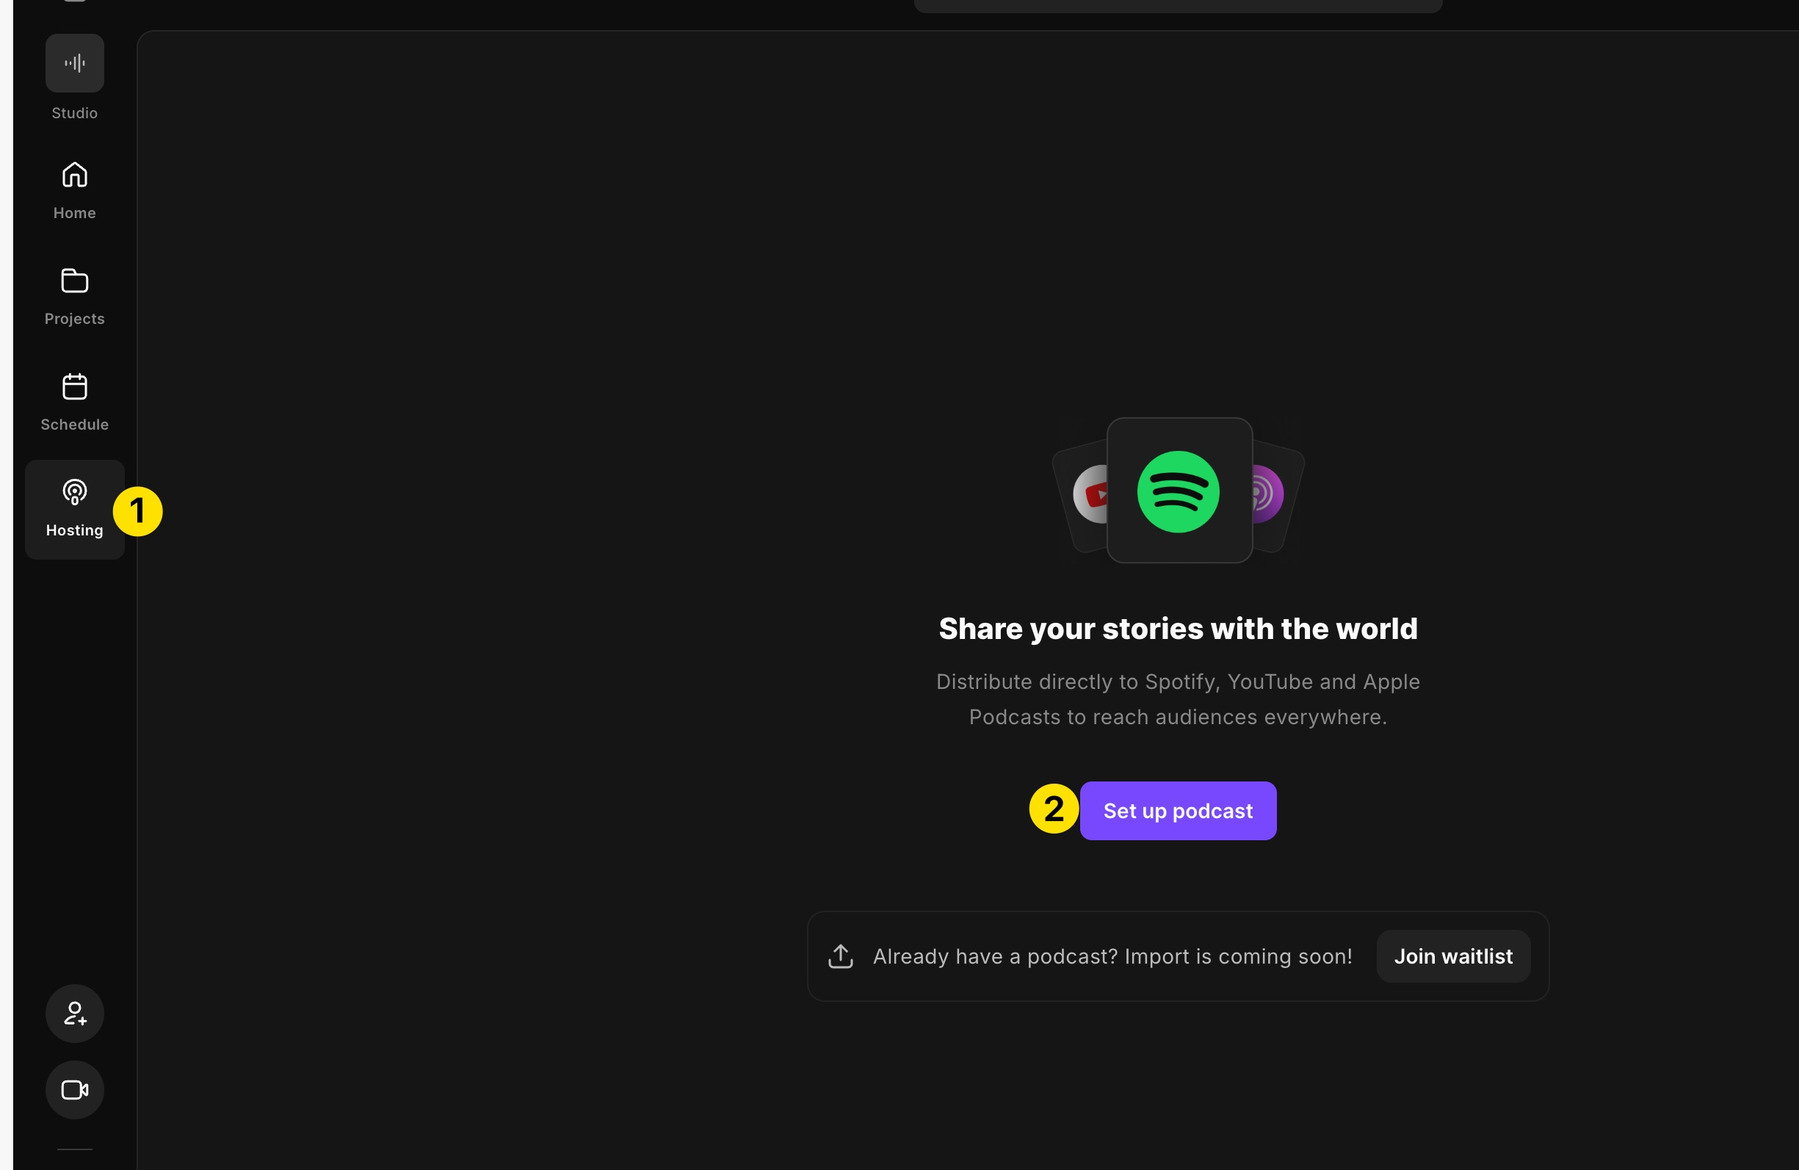 Studio
Home
Projects
Schedule
Hosting
1
Share your stories with the world
Distribute directly to Spotify, YouTube and Apple
Podcasts to reach audiences everywhere.
2
Set up podcast
Already have a podcast? Import is coming soon!
Join waitlist